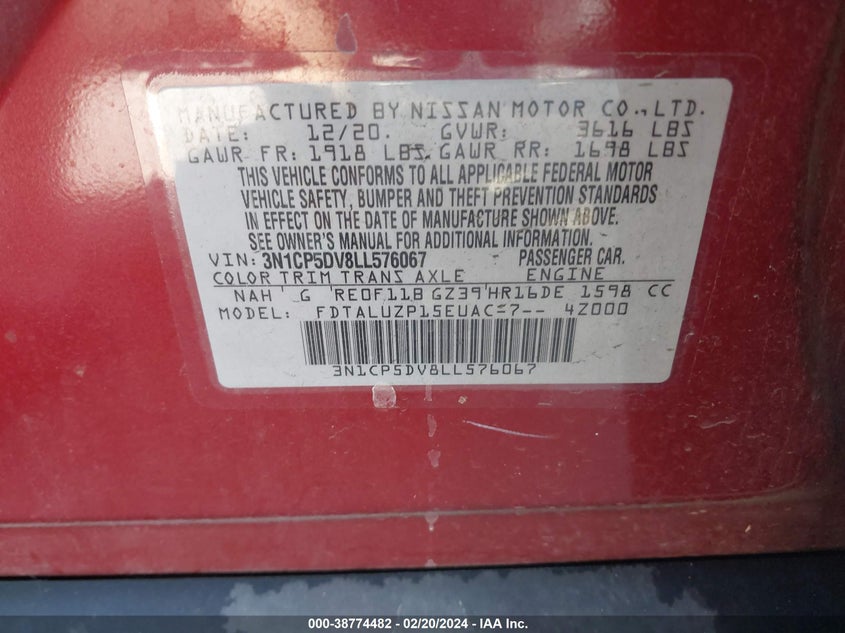 MANUFACTURED BY NISSAN MOTOR CO., LTD.
DATE: 12/20. GVWR: 3616 LBS
GAWR FR: 1918 LBS. GAWR RR: 1698 LBS
THIS VEHICLE CONFORMS TO ALL APPLICABLE FEDERAL MOTOR
VEHICLE SAFETY, BUMPER AND THEFT PREVENTION STANDARDS
IN EFFECT ON THE DATE OF MANUFACTURE SHOWN ABOVE.
SEE OWNER'S MANUAL FOR ADDITIONAL INFORMATION.
VIN: 3N1CP5DV8LL576067 PASSENGER CAR.
COLOR TRIM TRANS AXLE ENGINE
NAH G RE0F11B GZ39 HR16DE 1598 CC
MODEL: FDTALUZP15EUAC-7-- 4Z000
3N1CP5DV8LL576067
000-38774482 - 02/20/2024 - IAA Inc.